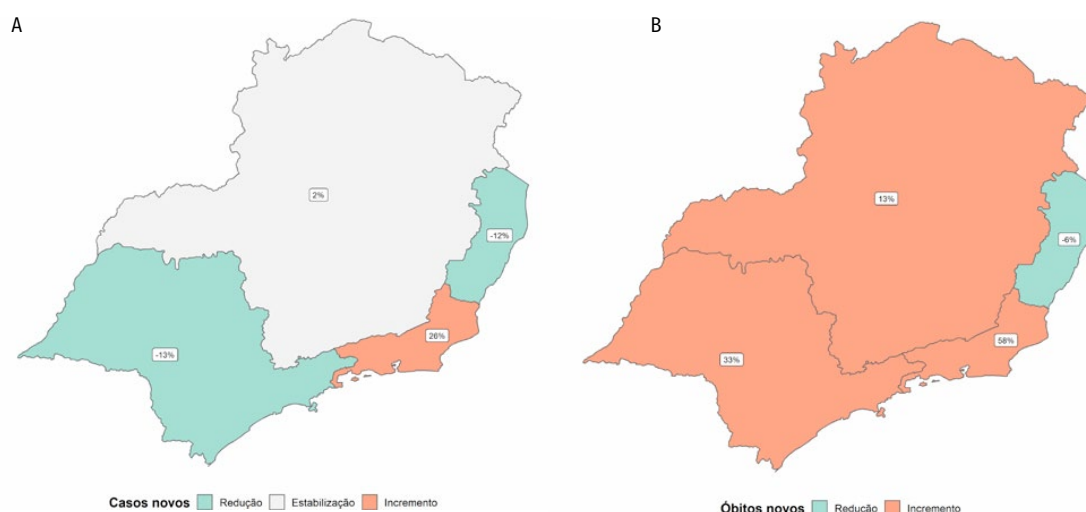 A
B
2%
-12%
26%
-13%
Casos novos Redução Estabilização Incremento
13%
-6%
58%
33%
Óbitos novos Redução Incremento